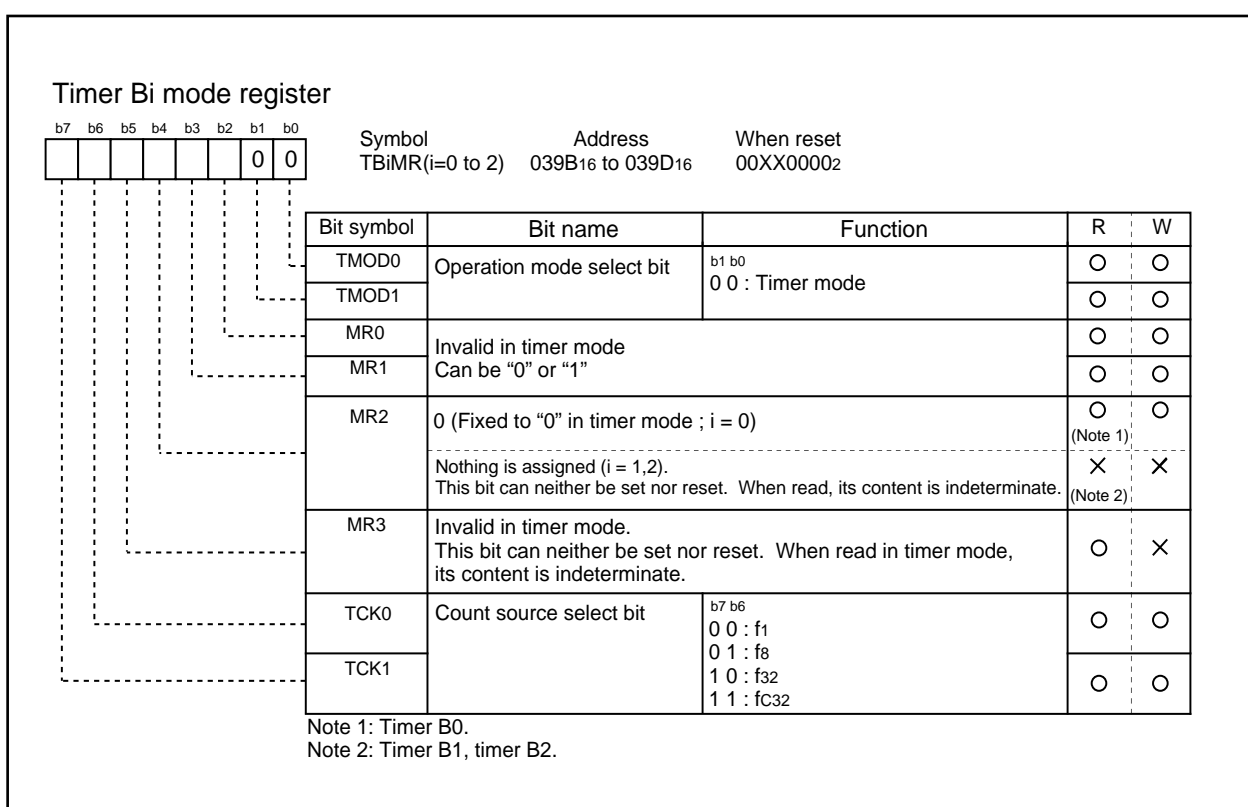 Timer Bi mode register
b7 b6 b5 b4 b3 b2 b1 b0
0 0
Symbol Address When reset
TBiMR(i=0 to 2) 039B16 to 039D16 00XX00002
Bit symbol Bit name Function R W
TMOD0 Operation mode select bit b1 b0
0 0 : Timer mode
TMOD1
MR0 Invalid in timer mode
MR1 Can be “0” or “1”
MR2 0 (Fixed to “0” in timer mode ; i = 0)
(Note 1)
Nothing is assigned (i = 1,2).
This bit can neither be set nor reset. When read, its content is indeterminate.
(Note 2)
MR3 Invalid in timer mode.
This bit can neither be set nor reset. When read in timer mode,
its content is indeterminate.
TCK0 Count source select bit b7 b6
0 0 : f1
0 1 : f8
TCK1 1 0 : f32
1 1 : fC32
Note 1: Timer B0.
Note 2: Timer B1, timer B2.